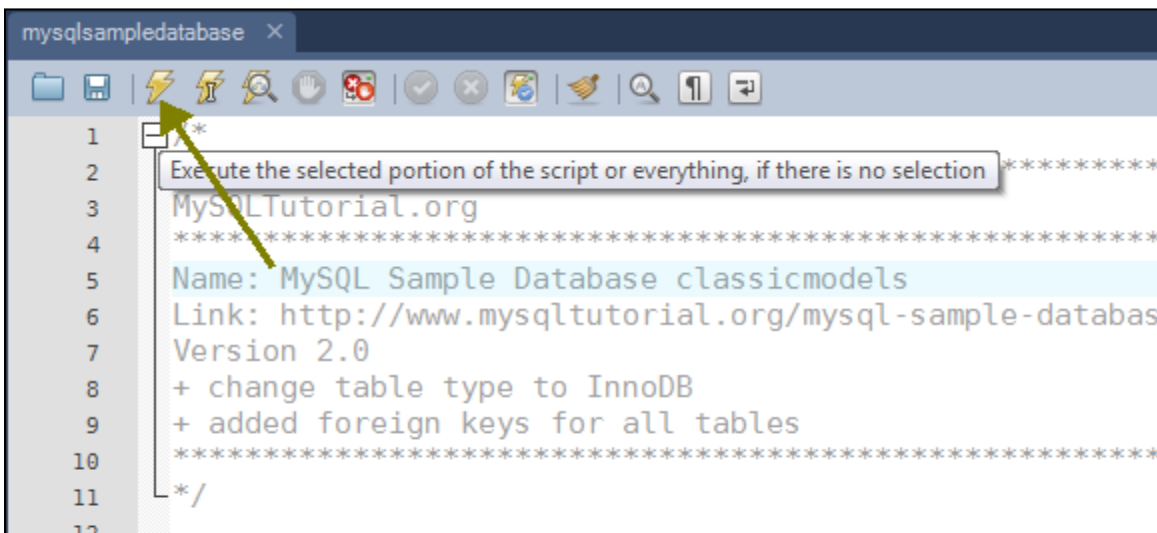 mysqlsampledatabase ×
1 /*
Execute the selected portion of the script or everything, if there is no selection
2 *********
3 MySQLTutorial.org
4 *******************************************************
5 Name: MySQL Sample Database classicmodels
6 Link: http://www.mysqltutorial.org/mysql-sample-databas
7 Version 2.0
8 + change table type to InnoDB
9 + added foreign keys for all tables
10 *******************************************************
11 */
12